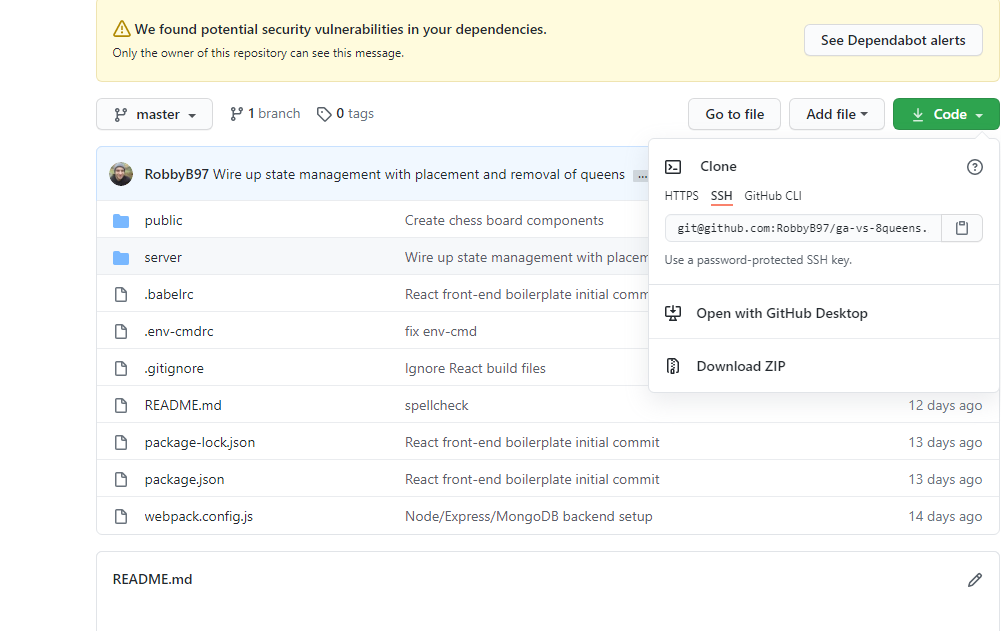 We found potential security vulnerabilities in your dependencies.
Only the owner of this repository can see this message.
See Dependabot alerts
master
1 branch
0 tags
Go to file
Add file
Code
RobbyB97 Wire up state management with placement and removal of queens ...
Clone
HTTPS SSH GitHub CLI
git@github.com:RobbyB97/ga-vs-8queens.
Use a password-protected SSH key.
Open with GitHub Desktop
Download ZIP
public Create chess board components
server Wire up state management with placem
.babelrc React front-end boilerplate initial comm
.env-cmdrc fix env-cmd
.gitignore Ignore React build files
README.md spellcheck 12 days ago
package-lock.json React front-end boilerplate initial commit 13 days ago
package.json React front-end boilerplate initial commit 13 days ago
webpack.config.js Node/Express/MongoDB backend setup 14 days ago
README.md